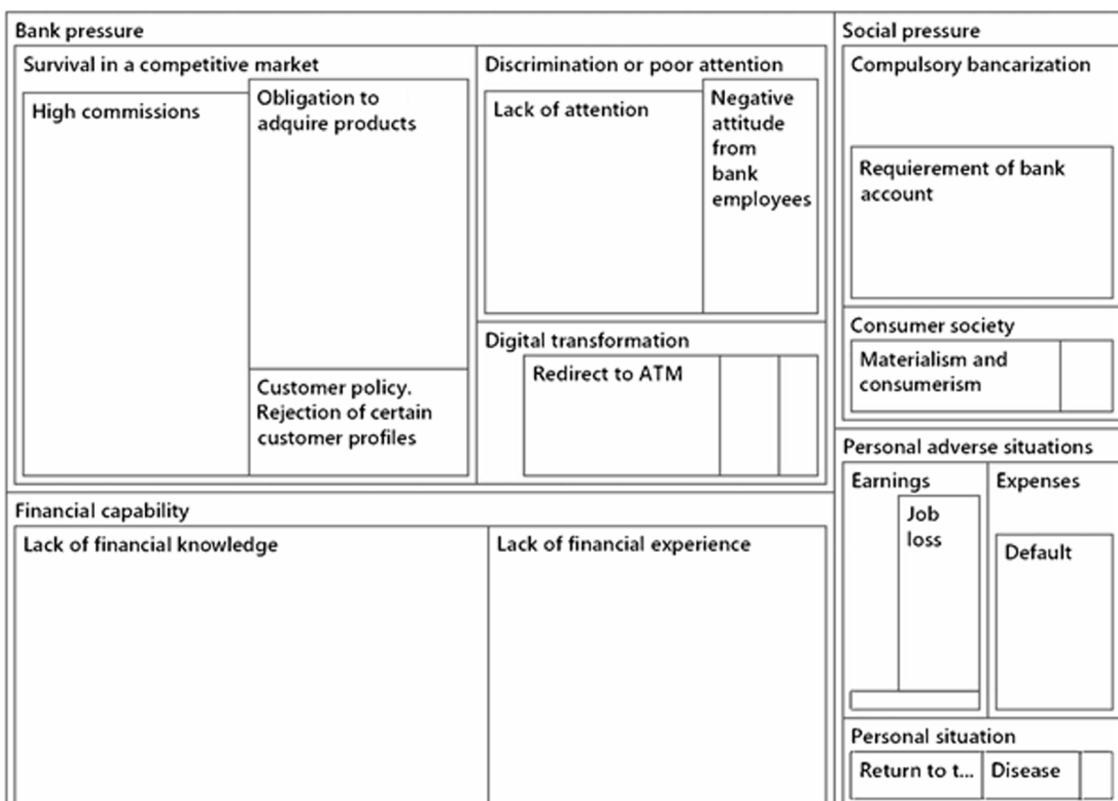 Bank pressure
Survival in a competitive market
High commissions
Obligation to
adquire products
Customer policy.
Rejection of certain
customer profiles
Discrimination or poor attention
Lack of attention
Negative
attitude
from
bank
employees
Digital transformation
Redirect to ATM
Financial capability
Lack of financial knowledge
Lack of financial experience
Social pressure
Compulsory bancarization
Requierement of bank
account
Consumer society
Materialism and
consumerism
Personal adverse situations
Earnings
Job
loss
Expenses
Default
Personal situation
Return to t...
Disease